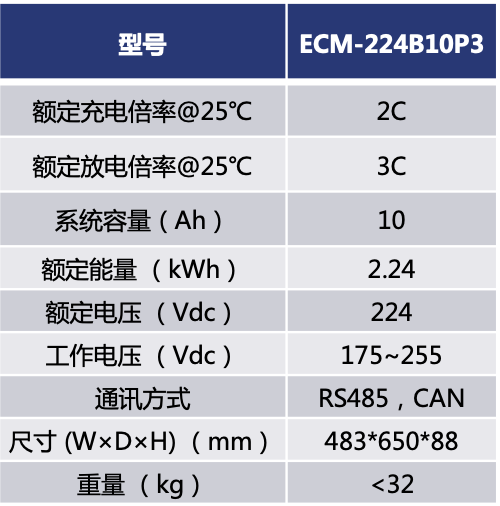 型号 ECM-224B10P3
额定充电倍率@25℃ 2C
额定放电倍率@25℃ 3C
系统容量（Ah） 10
额定能量 （kWh） 2.24
额定电压 （Vdc） 224
工作电压 （Vdc） 175~255
通讯方式 RS485，CAN
尺寸 (W×D×H) （mm） 483*650*88
重量 （kg） <32